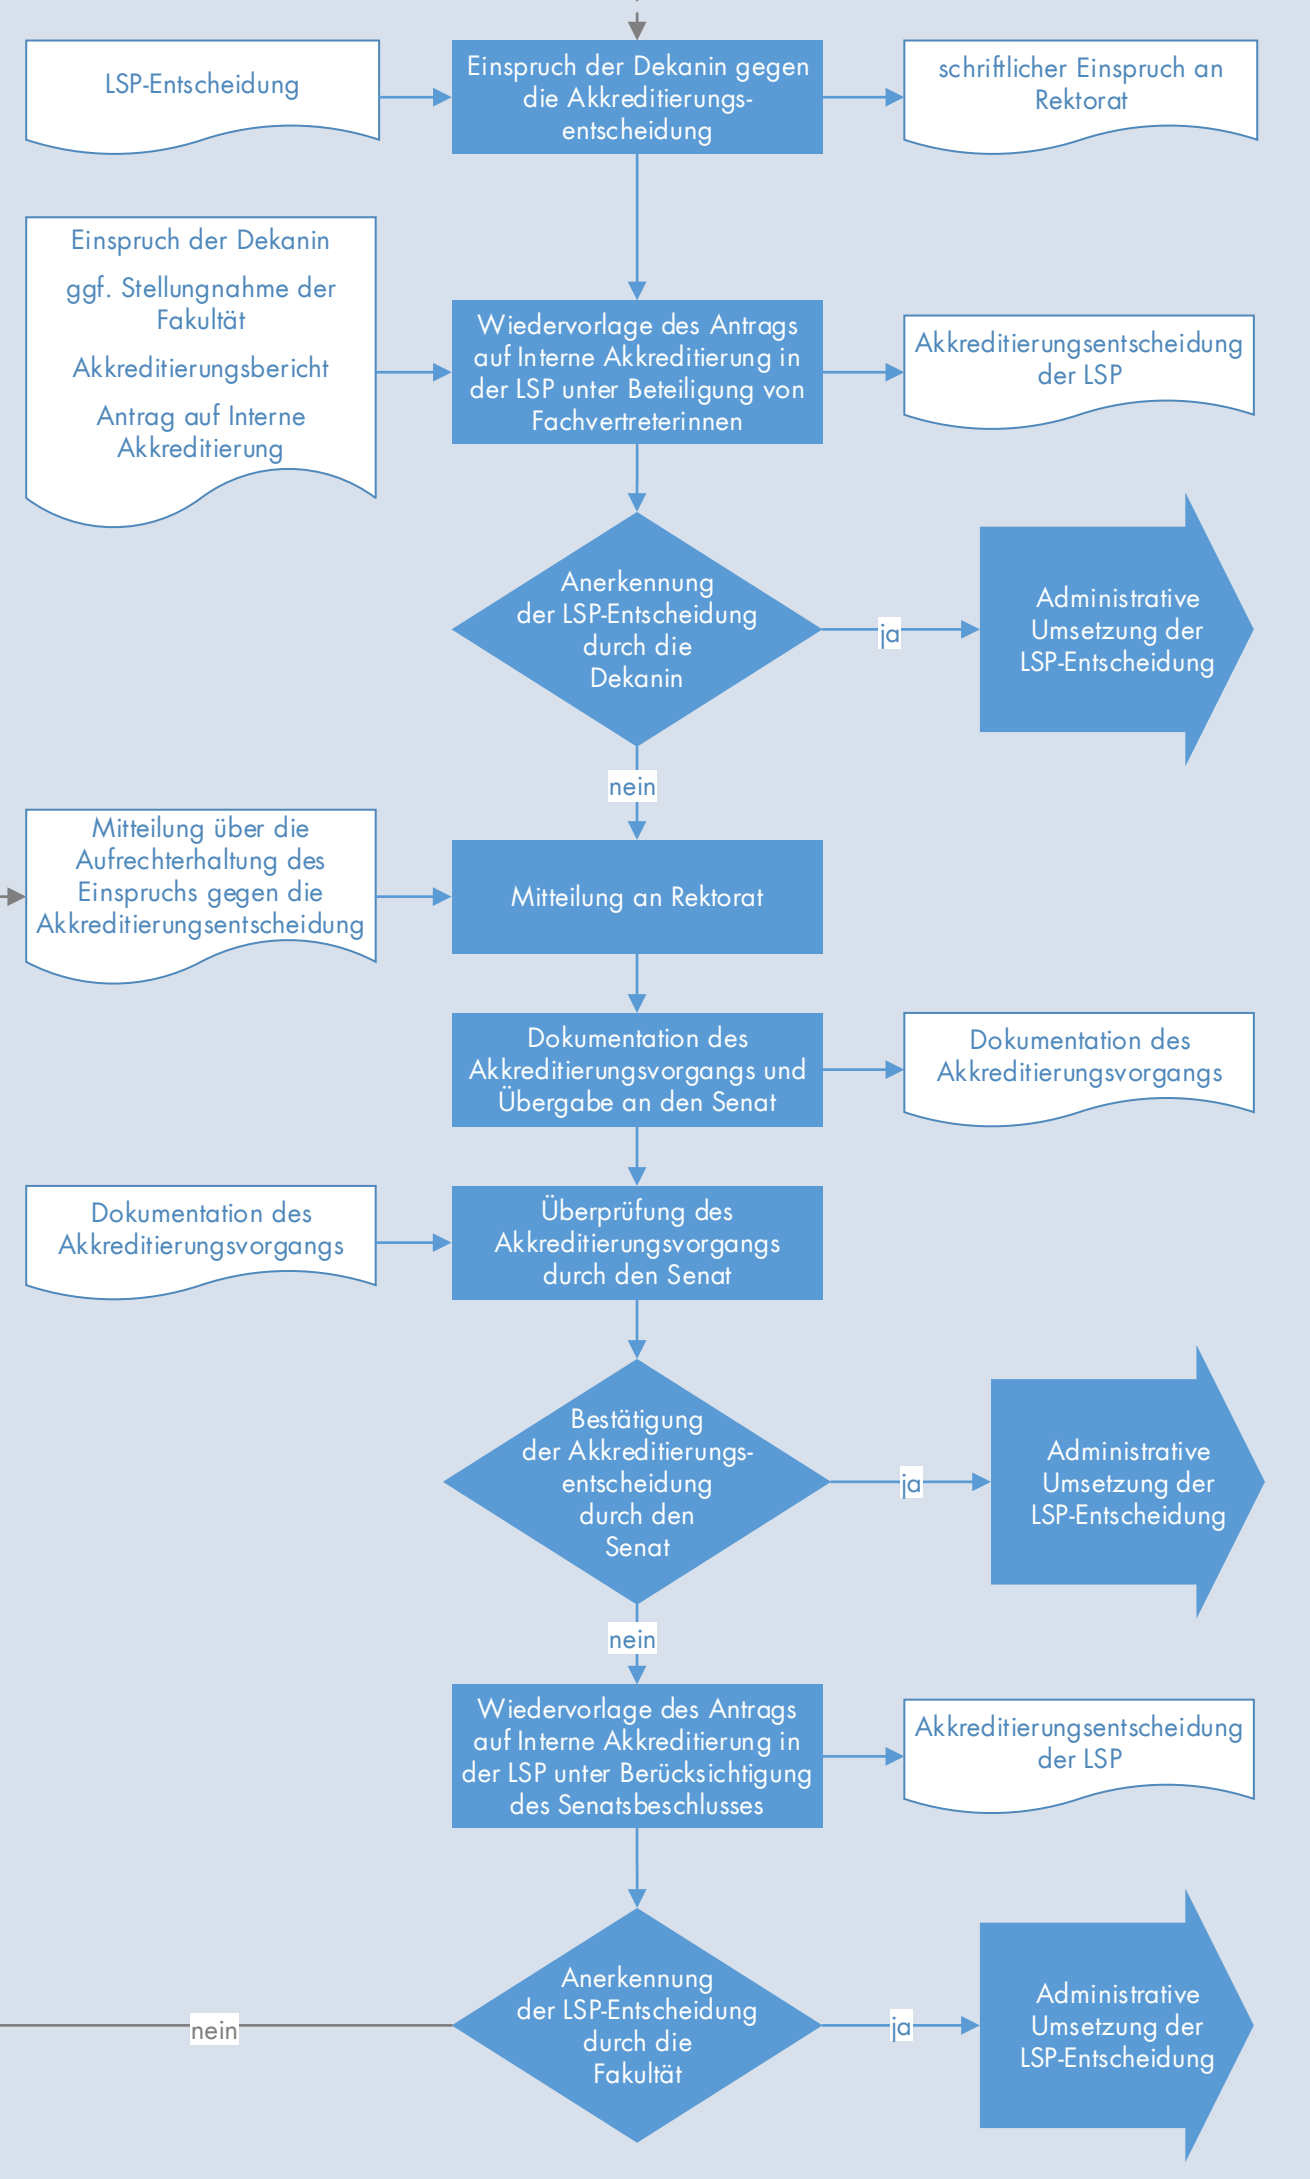 LSP-Entscheidung
Einspruch der Dekanin gegen
die Akkreditierungs-
entscheidung
schriftlicher Einspruch an
Rektorat
Einspruch der Dekanin
ggf. Stellungnahme der
Fakultät
Akkreditierungsbericht
Antrag auf Interne
Akkreditierung
Wiedervorlage des Antrags
auf Interne Akkreditierung in
der LSP unter Beteiligung von
Fachvertreterinnen
Akkreditierungsentscheidung
der LSP
Anerkennung
der LSP-Entscheidung
durch die
Dekanin
ja
Administrative
Umsetzung der
LSP-Entscheidung
nein
Mitteilung über die
Aufrechterhaltung des
Einspruchs gegen die
Akkreditierungsentscheidung
Mitteilung an Rektorat
Dokumentation des
Akkreditierungsvorgangs und
Übergabe an den Senat
Dokumentation des
Akkreditierungsvorgangs
Dokumentation des
Akkreditierungsvorgangs
Überprüfung des
Akkreditierungsvorgangs
durch den Senat
Bestätigung
der Akkreditierungs-
entscheidung
durch den
Senat
ja
Administrative
Umsetzung der
LSP-Entscheidung
nein
Wiedervorlage des Antrags
auf Interne Akkreditierung in
der LSP unter Berücksichtigung
des Senatsbeschlusses
Akkreditierungsentscheidung
der LSP
nein
Anerkennung
der LSP-Entscheidung
durch die
Fakultät
ja
Administrative
Umsetzung der
LSP-Entscheidung